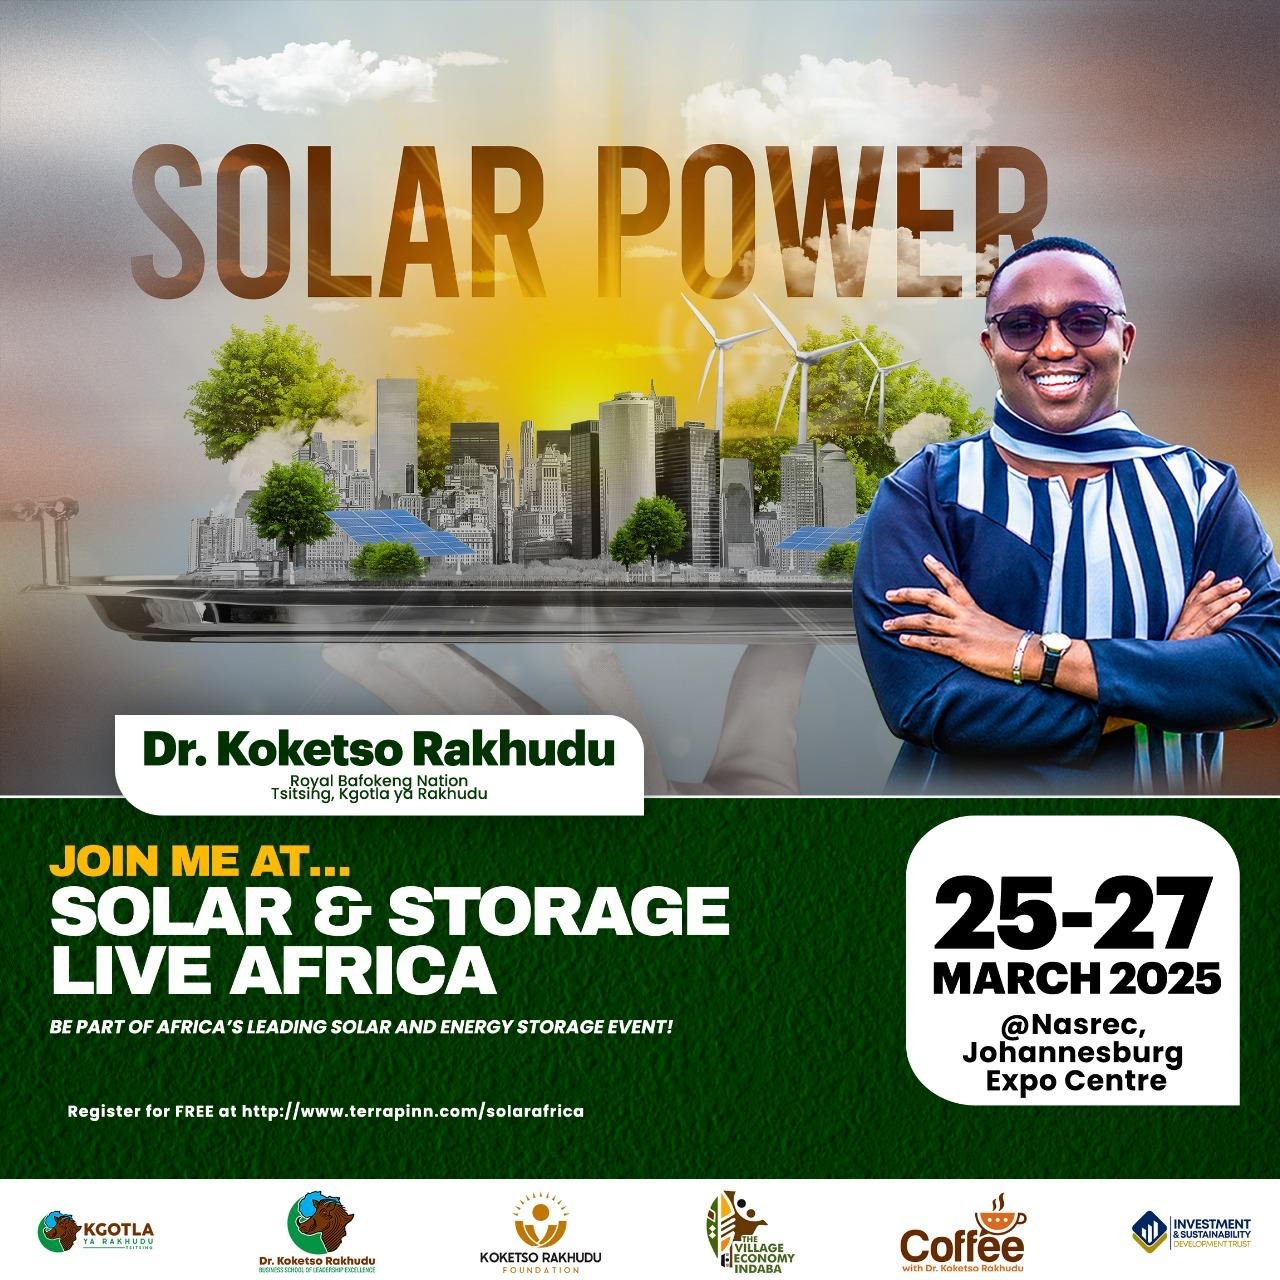 SOLAR POWER
Dr. Koketso Rakhudu
Royal Bafokeng Nation
Tsitsing, Kgotla ya Rakhudu
JOIN ME AT...
SOLAR & STORAGE
LIVE AFRICA
BE PART OF AFRICA'S LEADING SOLAR AND ENERGY STORAGE EVENT!
Register for FREE at http://www.terrapinn.com/solarafrica
25-27
MARCH 2025
@Nasrec,
Johannesburg
Expo Centre
KGOTLA
YA RAKHUDU
TSITSING
Dr. Koketso Rakhudu
BUSINESS SCHOOL OF LEADERSHIP EXCELLENCE
KOKETSO RAKHUDU
FOUNDATION
THE
VILLAGE
ECONOMY
INDABA
Coffee
with Dr. Koketso Rakhudu
INVESTMENT
& SUSTAINABILITY
DEVELOPMENT TRUST